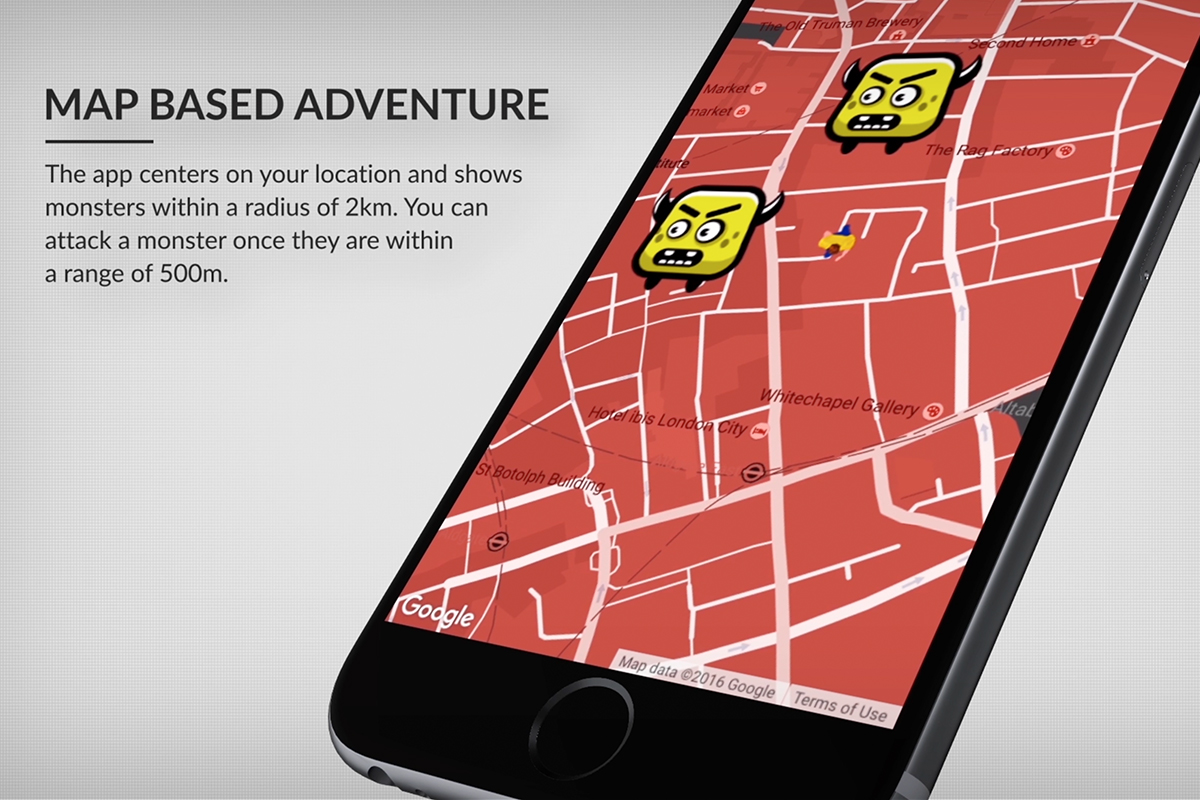 MAP BASED ADVENTURE
The app centers on your location and shows
monsters within a radius of 2km. You can
attack a monster once they are within
a range of 500m.
The Old Truman Brewery
Second Home
Market
market
The Rag Factory
titute
Whitechapel Gallery
Altab
Hotel ibis London City
St Botolph Building
Google
Map data ©2016 Google
Terms of Use